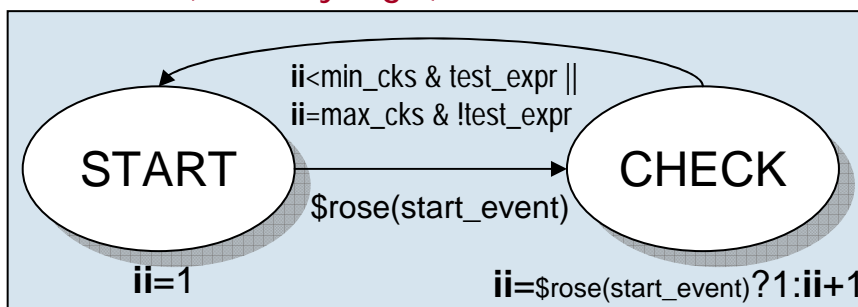 ii<min_cks & test_expr ||
ii=max_cks & !test_expr
START
CHECK
$rose(start_event)
ii=1
ii=$rose(start_event)?1:ii+1